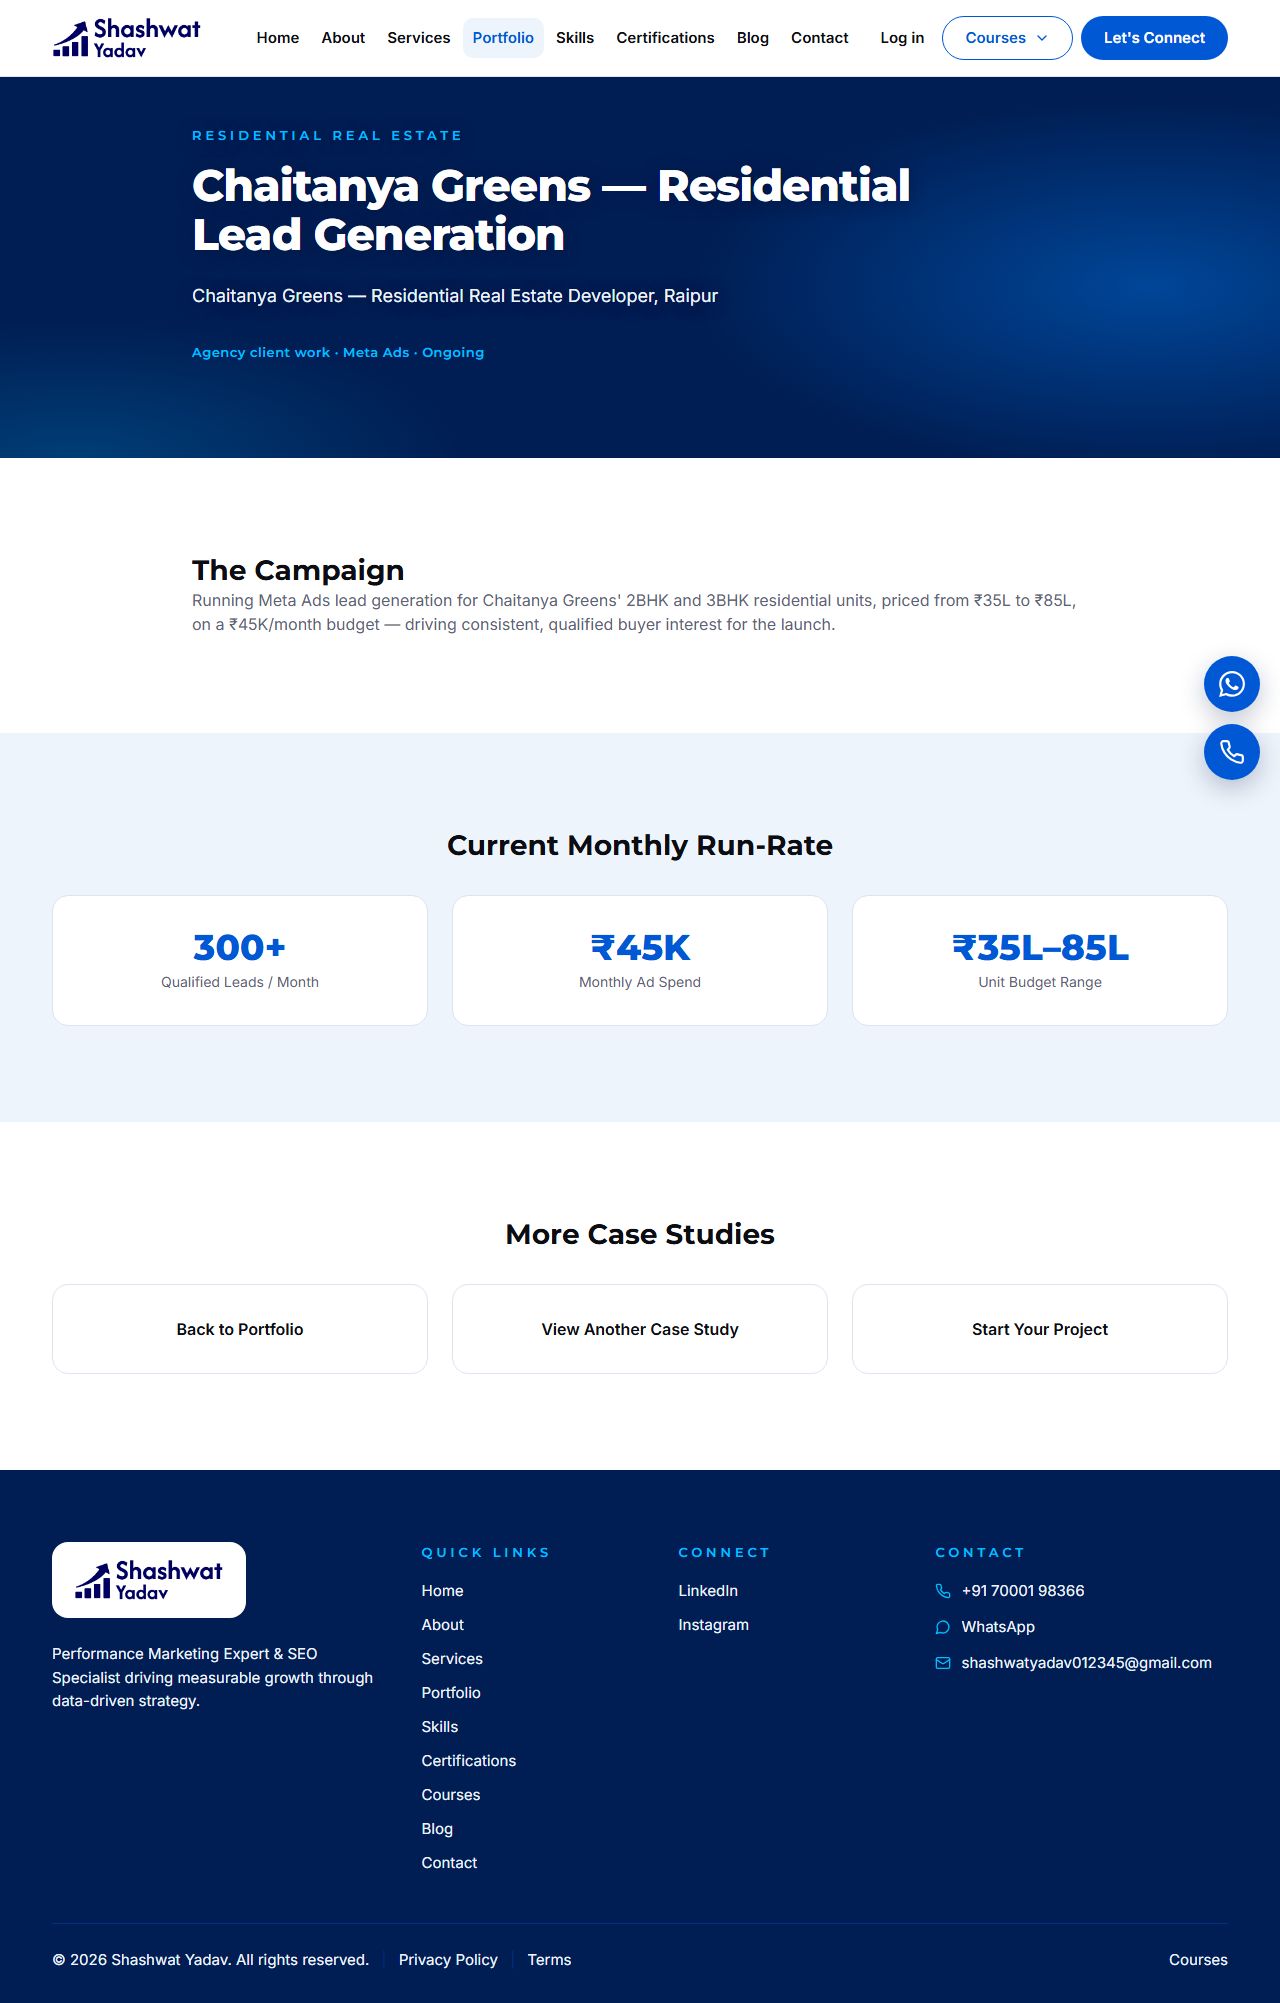 Shashwat
Yadav
Home
About
Services
Portfolio
Skills
Certifications
Blog
Contact
Log in
Courses
Let's Connect
RESIDENTIAL REAL ESTATE
Chaitanya Greens — Residential
Lead Generation
Chaitanya Greens — Residential Real Estate Developer, Raipur
Agency client work · Meta Ads · Ongoing
The Campaign
Running Meta Ads lead generation for Chaitanya Greens' 2BHK and 3BHK residential units, priced from ₹35L to ₹85L,
on a ₹45K/month budget — driving consistent, qualified buyer interest for the launch.
Current Monthly Run-Rate
300+
Qualified Leads / Month
₹45K
Monthly Ad Spend
₹35L–85L
Unit Budget Range
More Case Studies
Back to Portfolio
View Another Case Study
Start Your Project
Shashwat
Yadav
Performance Marketing Expert & SEO
Specialist driving measurable growth through
data-driven strategy.
QUICK LINKS
Home
About
Services
Portfolio
Skills
Certifications
Courses
Blog
Contact
CONNECT
LinkedIn
Instagram
CONTACT
+91 70001 98366
WhatsApp
shashwatyadav012345@gmail.com
© 2026 Shashwat Yadav. All rights reserved.
Privacy Policy
Terms
Courses